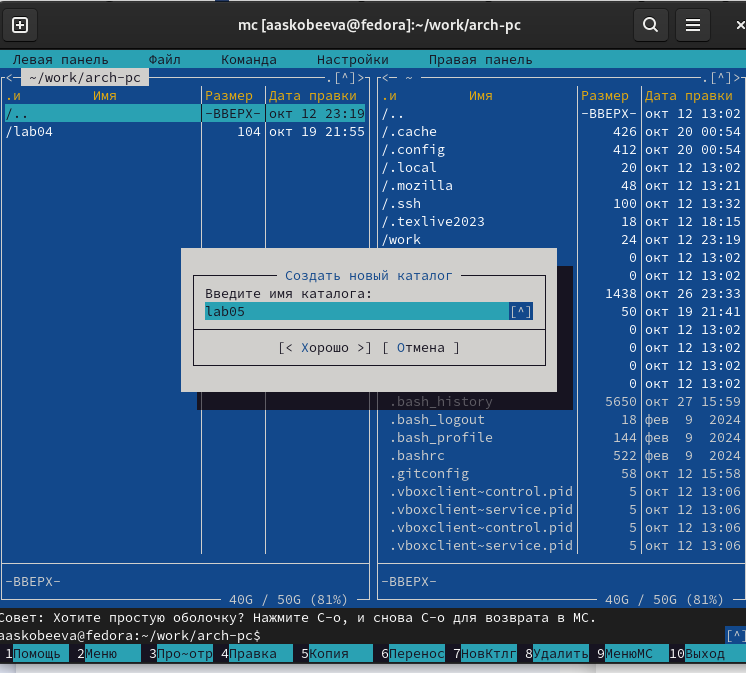 mc [aaskobeeva@fedora]:~/work/arch-pc
Левая панель Файл Команда Настройки Правая панель
<─ ~/work/arch-pc .[^]> <─ ~ .[^]>
.и Имя Размер Дата правки .и Имя Размер Дата правки
/.. -ВВЕРХ- окт 12 23:19 /.. -ВВЕРХ- окт 12 13:02
/lab04 104 окт 19 21:55 /.cache 426 окт 20 00:54
/.config 412 окт 20 00:54
/.local 20 окт 12 13:02
/.mozilla 48 окт 12 13:21
/.ssh 100 окт 12 13:32
/.texlive2023 18 окт 12 18:15
/work 24 окт 12 23:19
0 окт 12 13:02
Создать новый каталог 0 окт 12 13:02
Введите имя каталога: 1438 окт 26 23:33
lab05 [^] 50 окт 19 21:41
0 окт 12 13:02
[< Хорошо >] [ Отмена ] 0 окт 12 13:02
0 окт 12 13:02
0 окт 12 13:02
.bash_history 5650 окт 27 15:59
.bash_logout 18 фев 9 2024
.bash_profile 144 фев 9 2024
.bashrc 522 фев 9 2024
.gitconfig 58 окт 12 15:58
.vboxclient~control.pid 5 окт 12 13:06
.vboxclient~service.pid 5 окт 12 13:06
.vboxclient~control.pid 5 окт 12 13:06
.vboxclient~service.pid 5 окт 12 13:06
-ВВЕРХ- -ВВЕРХ-
40G / 50G (81%) 40G / 50G (81%)
Совет: Хотите простую оболочку? Нажмите C-o, и снова C-o для возврата в MC.
aaskobeeva@fedora:~/work/arch-pc$ [^]
1Помощь 2Меню 3Про~отр 4Правка 5Копия 6Перенос 7НовКтлг 8Удалить 9МенюMC 10Выход